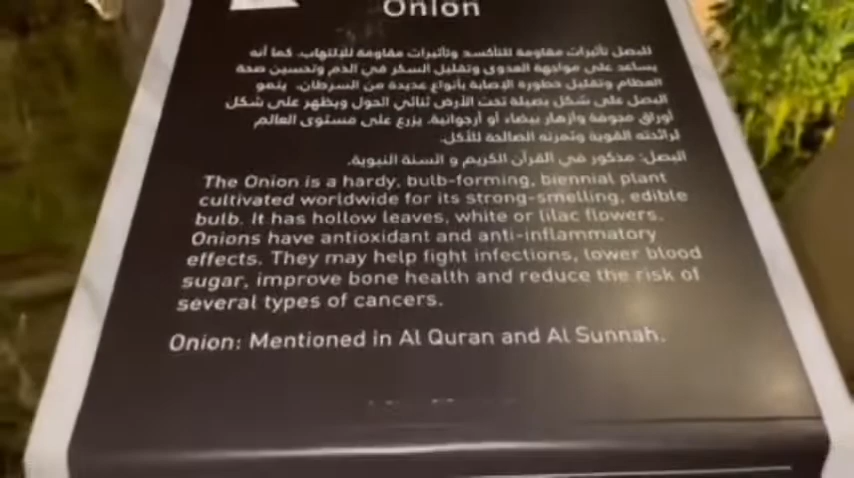 Onion
للبصل تأثيرات مقاومة للتأكسد وتأثيرات مقاومة للإلتهاب. كما أنه
يساعد على مواجهة العدوى وتقليل السكر في الدم وتحسين صحة
العظام وتقليل خطورة الإصابة بأنواع عديدة من السرطان. ينمو
البصل على شكل بصيلة تحت الأرض ثنائي الحول ويظهر على شكل
أوراق مجوفة وأزهار بيضاء أو أرجوانية. يزرع على مستوى العالم
لرائحته القوية وثمرته الصالحة للأكل.
البصل: مذكور في القرآن الكريم و السنة النبوية.
The Onion is a hardy, bulb-forming, biennial plant
cultivated worldwide for its strong-smelling, edible
bulb. It has hollow leaves, white or lilac flowers.
Onions have antioxidant and anti-inflammatory
effects. They may help fight infections, lower blood
sugar, improve bone health and reduce the risk of
several types of cancers.
Onion: Mentioned in Al Quran and Al Sunnah.